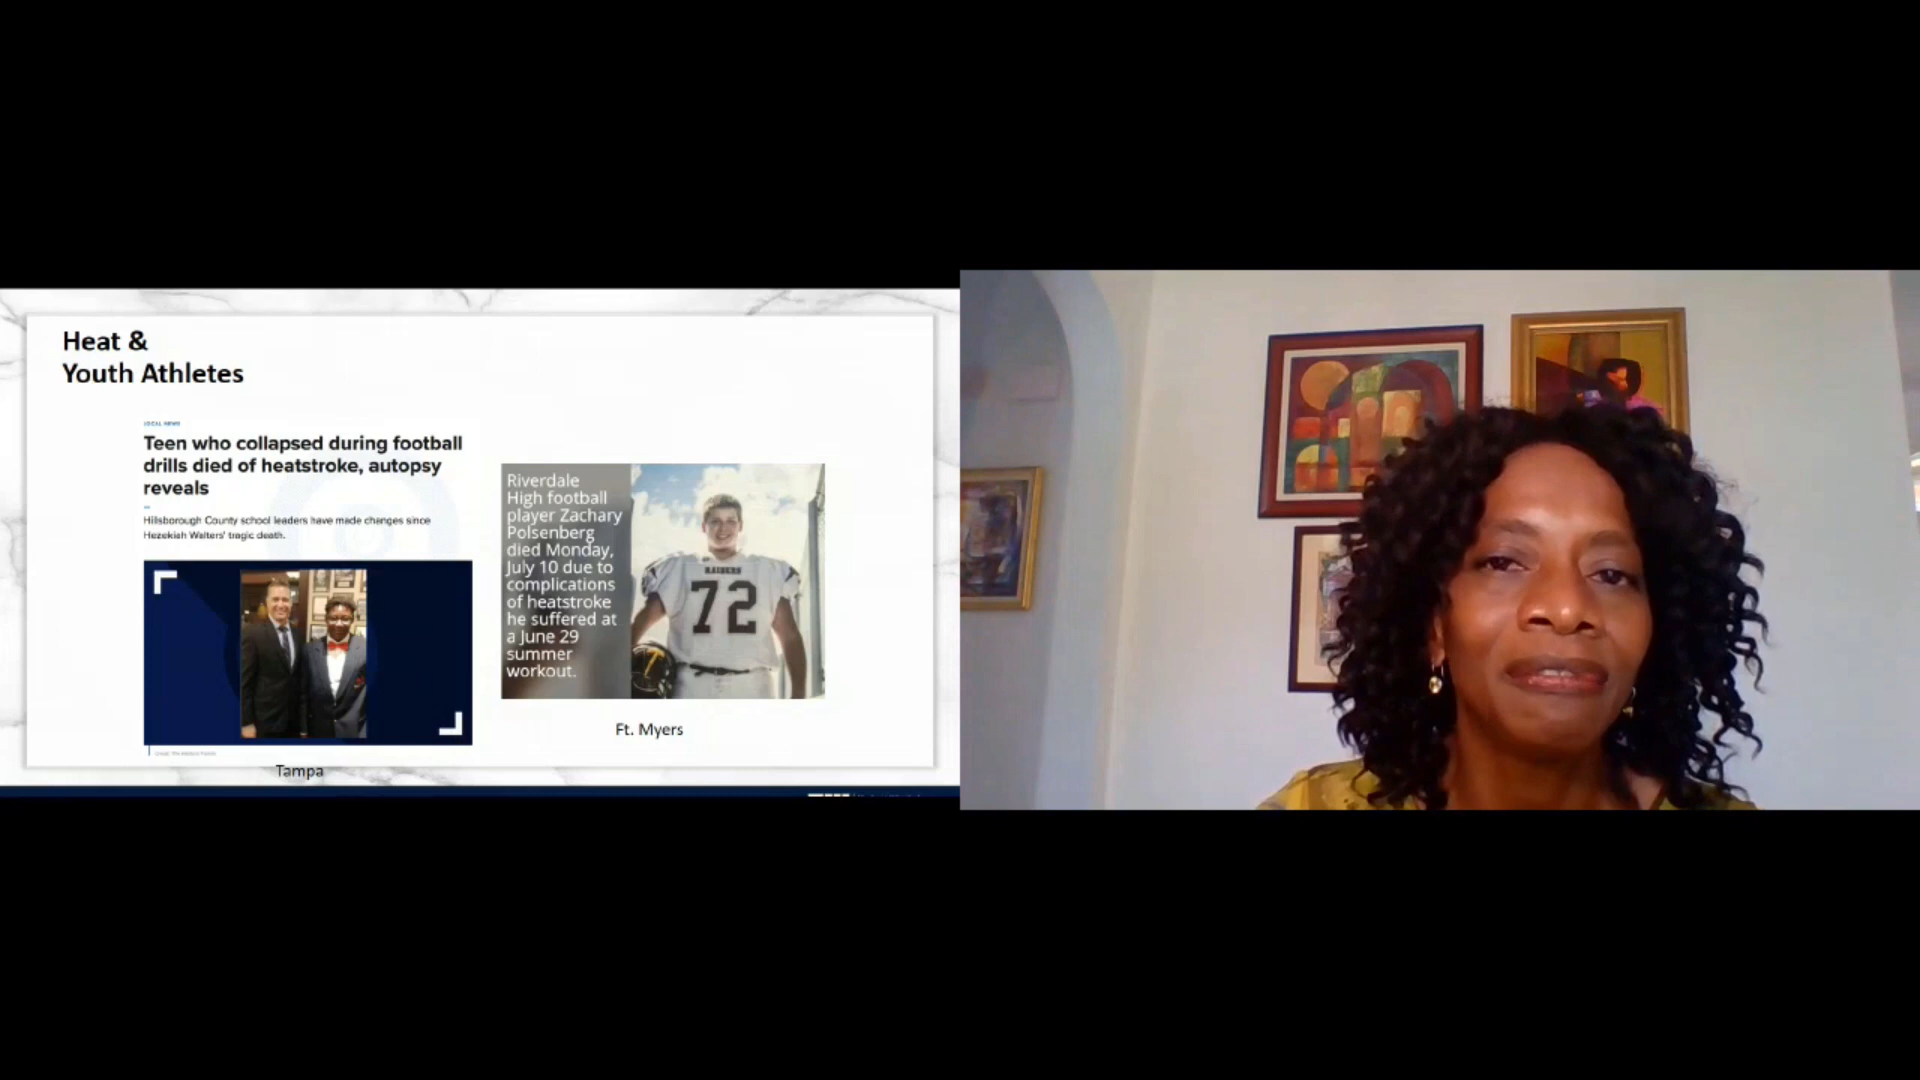 Heat &
Youth Athletes
LOCAL NEWS
Teen who collapsed during football
drills died of heatstroke, autopsy
reveals
Hillsborough County school leaders have made changes since
Hezekiah Walters' tragic death.
Riverdale
High football
player Zachary
Polsenberg
died Monday,
July 10 due to
complications
of heatstroke
he suffered at
a June 29
summer
workout.
RAIDERS
72
Ft. Myers
Tampa